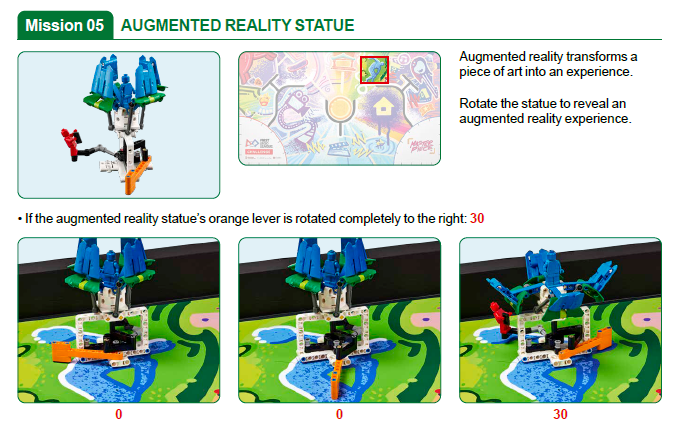 Mission 05
AUGMENTED REALITY STATUE
Augmented reality transforms a
piece of art into an experience.
Rotate the statue to reveal an
augmented reality experience.
• If the augmented reality statue's orange lever is rotated completely to the right: 30
0
0
30